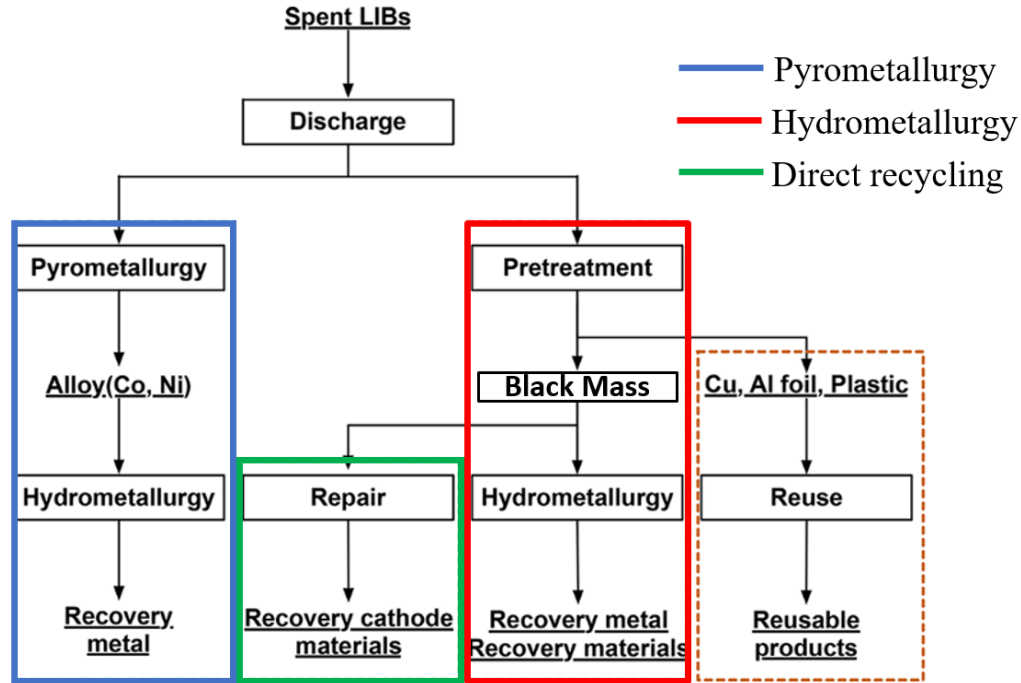 Spent LIBs
Pyrometallurgy
Hydrometallurgy
Direct recycling
Discharge
Pyrometallurgy
Pretreatment
Alloy(Co, Ni)
Black Mass
Cu, Al foil, Plastic
Hydrometallurgy
Repair
Hydrometallurgy
Reuse
Recovery
metal
Recovery cathode
materials
Recovery metal
Recovery materials
Reusable
products